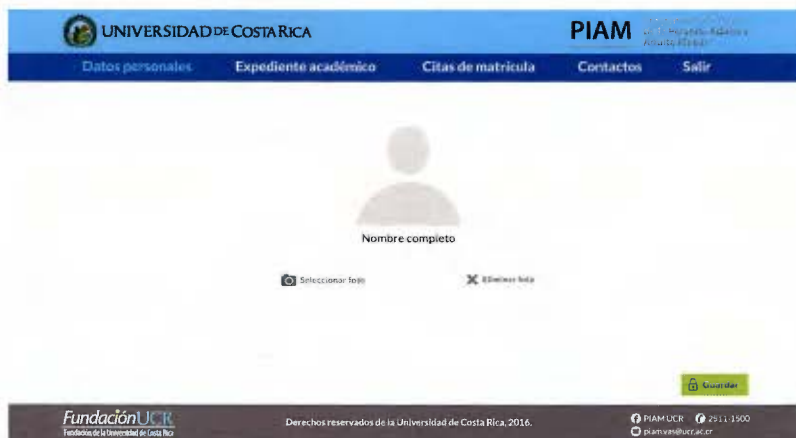 UNIVERSIDAD DE COSTA RICA
PIAM
Datos personales Expediente académico Citas de matrícula Contactos Salir
Nombre completo
Seleccionar foto Eliminar foto
Guardar
FundaciónUCR
Fundación de la Universidad de Costa Rica
Derechos reservados de la Universidad de Costa Rica, 2016.
PIAM UCR 2511-1500
piam.vas@ucr.ac.cr